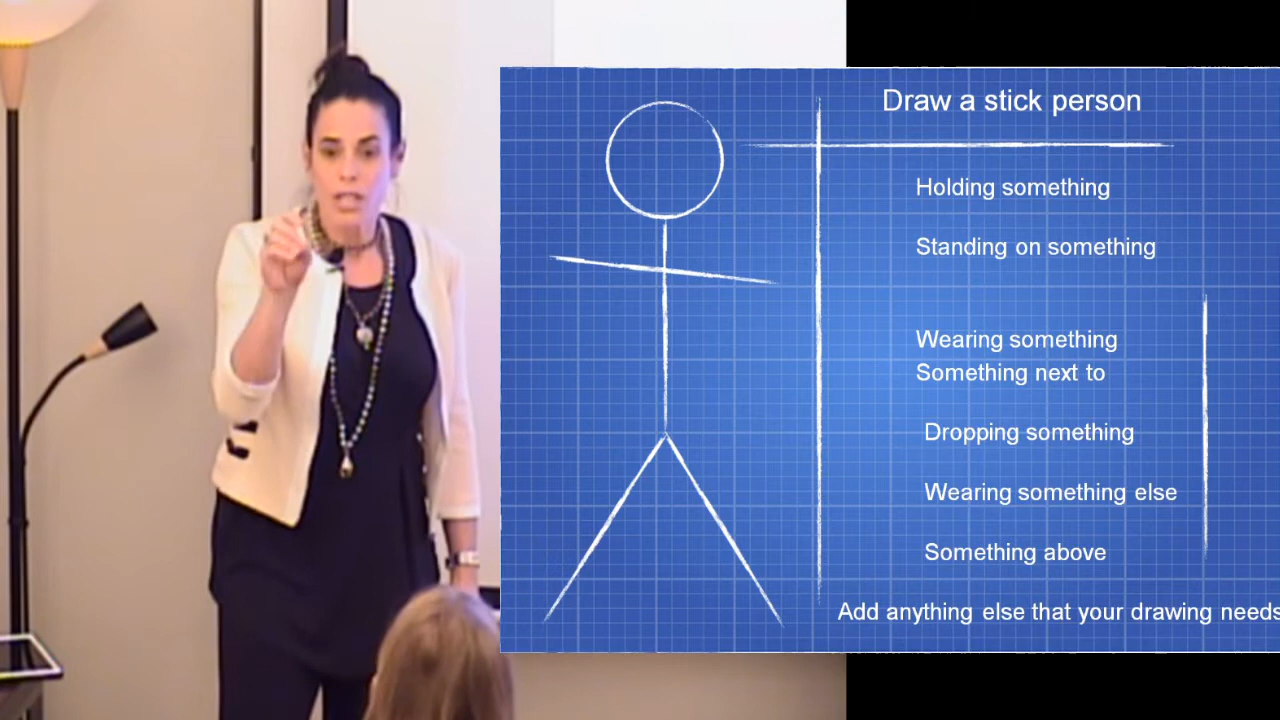 Draw a stick person
Holding something
Standing on something
Wearing something
Something next to
Dropping something
Wearing something else
Something above
Add anything else that your drawing needs